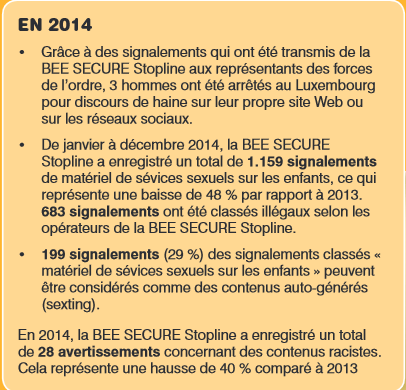 EN 2014
• Grâce à des signalements qui ont été transmis de la
BEE SECURE Stopline aux représentants des forces
de l'ordre, 3 hommes ont été arrêtés au Luxembourg
pour discours de haine sur leur propre site Web ou
sur les réseaux sociaux.
• De janvier à décembre 2014, la BEE SECURE
Stopline a enregistré un total de 1.159 signalements
de matériel de sévices sexuels sur les enfants, ce qui
représente une baisse de 48 % par rapport à 2013.
683 signalements ont été classés illégaux selon les
opérateurs de la BEE SECURE Stopline.
• 199 signalements (29 %) des signalements classés «
matériel de sévices sexuels sur les enfants » peuvent
être considérés comme des contenus auto-générés
(sexting).
En 2014, la BEE SECURE Stopline a enregistré un total
de 28 avertissements concernant des contenus racistes.
Cela représente une hausse de 40 % comparé à 2013